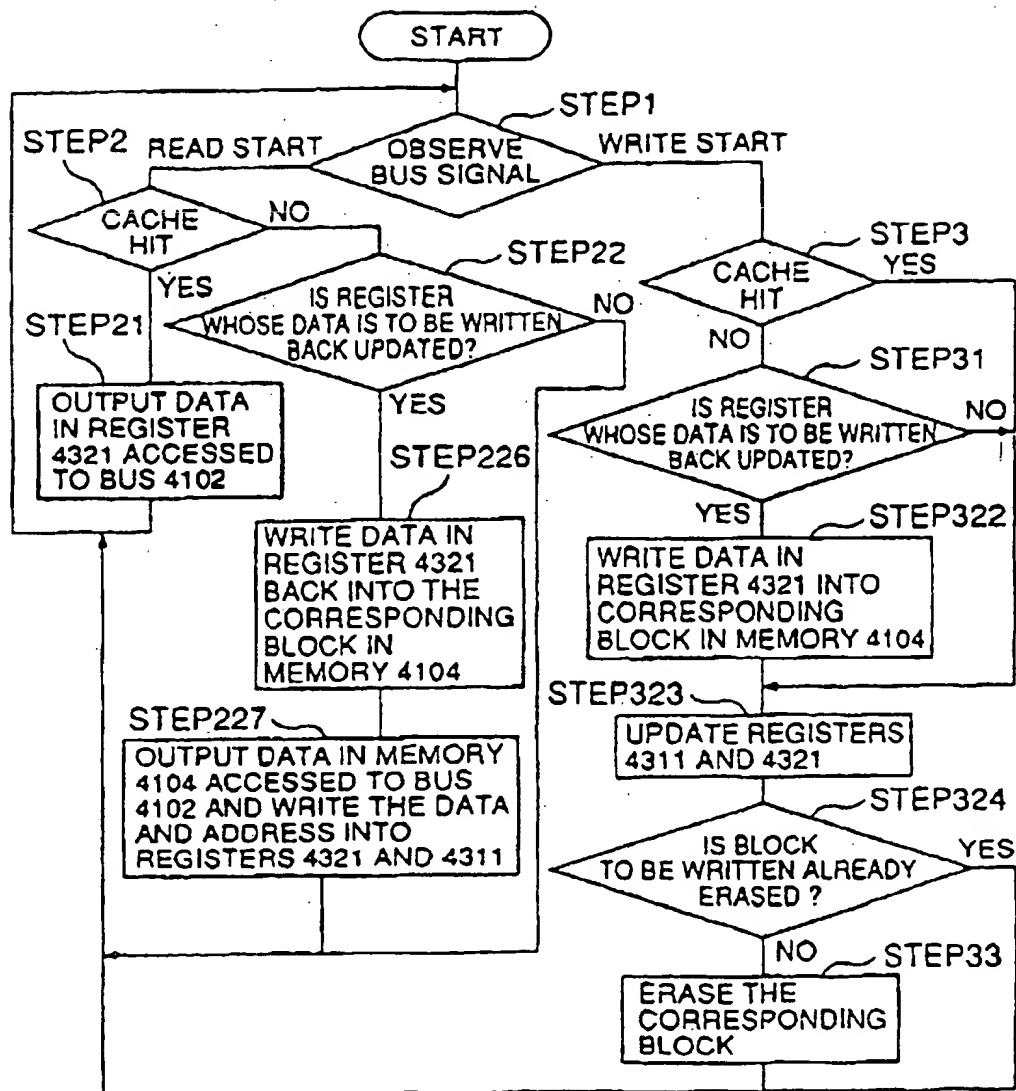 START
STEP1
OBSERVE
BUS SIGNAL
READ START
WRITE START
STEP2
CACHE
HIT
NO
YES
STEP21
OUTPUT DATA
IN REGISTER
4321 ACCESSED
TO BUS 4102
STEP22
IS REGISTER
WHOSE DATA IS TO BE WRITTEN
BACK UPDATED?
NO
YES
STEP226
WRITE DATA IN
REGISTER 4321
BACK INTO THE
CORRESPONDING
BLOCK IN
MEMORY 4104
STEP227
OUTPUT DATA IN MEMORY
4104 ACCESSED TO BUS
4102 AND WRITE THE DATA
AND ADDRESS INTO
REGISTERS 4321 AND 4311
STEP3
CACHE
HIT
YES
NO
STEP31
IS REGISTER
WHOSE DATA IS TO BE WRITTEN
BACK UPDATED?
NO
YES
STEP322
WRITE DATA IN
REGISTER 4321 INTO
CORRESPONDING
BLOCK IN MEMORY 4104
STEP323
UPDATE REGISTERS
4311 AND 4321
STEP324
IS BLOCK
TO BE WRITTEN ALREADY
ERASED ?
YES
NO
STEP33
ERASE THE
CORRESPONDING
BLOCK